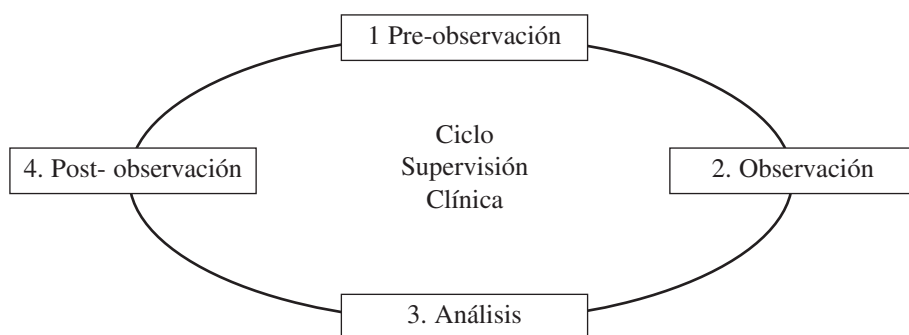 1 Pre-observación
Ciclo
Supervisión
Clínica
4. Post- observación
2. Observación
3. Análisis